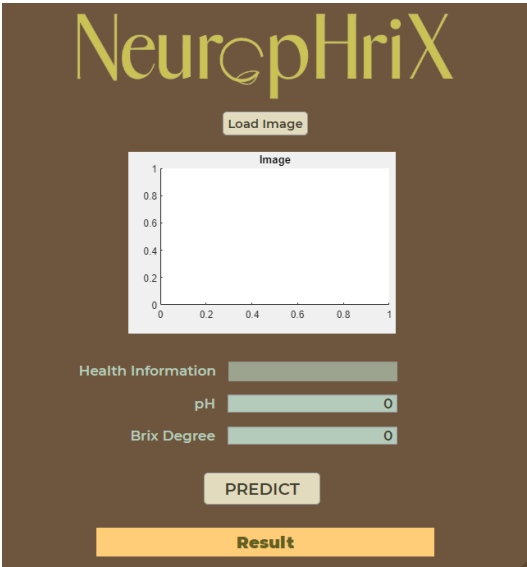 NeuropHriX
Load Image
Image
1
0.8
0.6
0.4
0.2
0
0 0.2 0.4 0.6 0.8 1
Health Information
pH 0
Brix Degree 0
PREDICT
Result